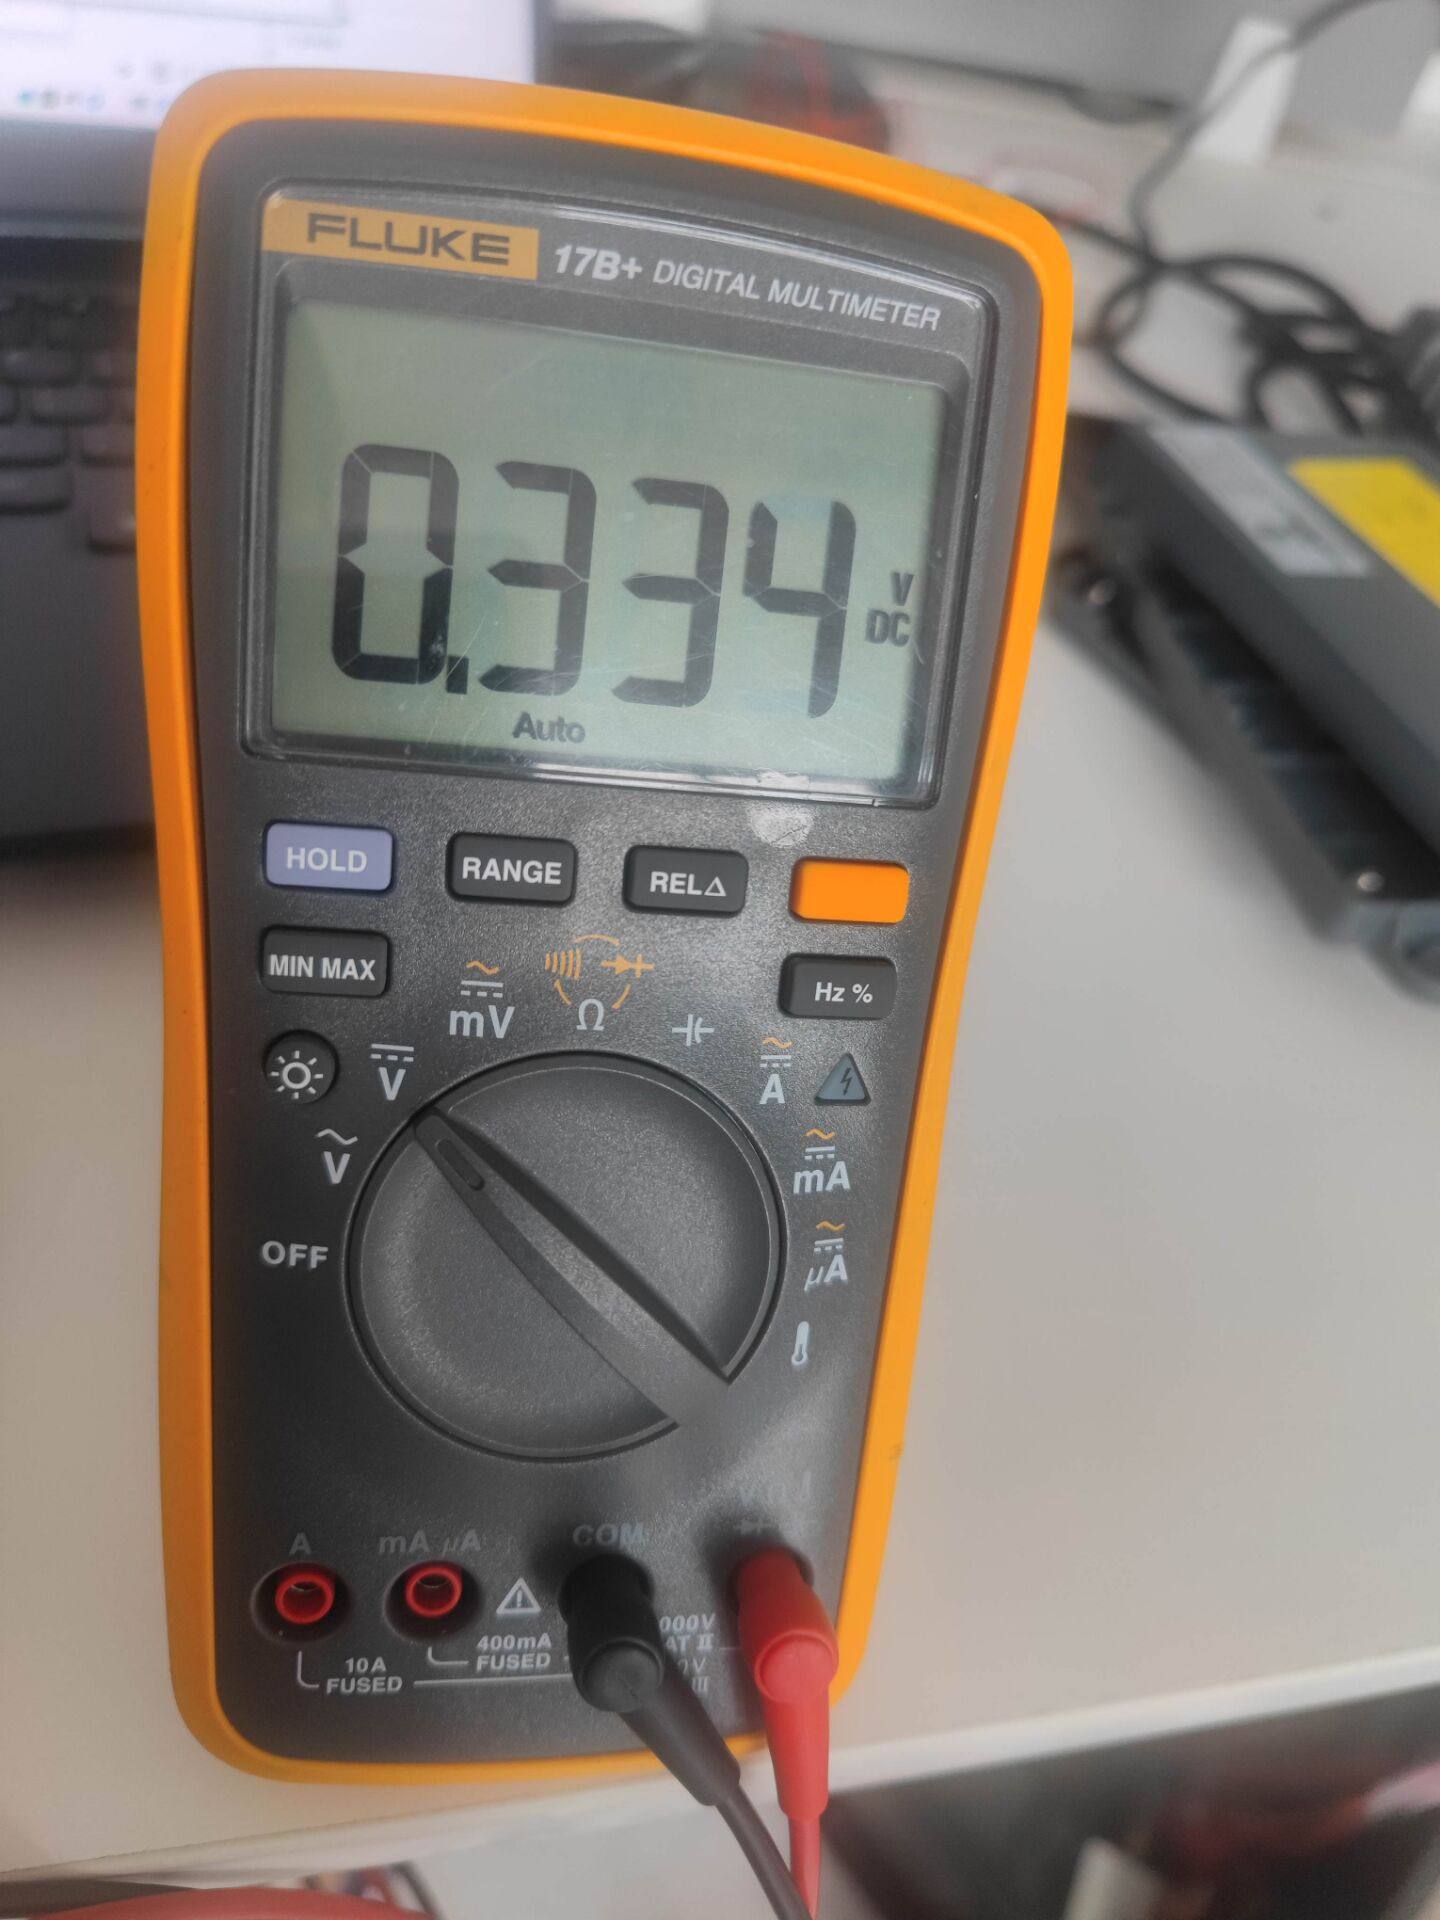 FLUKE 17B+ DIGITAL MULTIMETER
0.334 V DC
Auto
HOLD RANGE REL△
MIN MAX Hz %
mV Ω
V A
V mA
OFF μA
A mA μA COM V Ω
400mA FUSED
10A FUSED